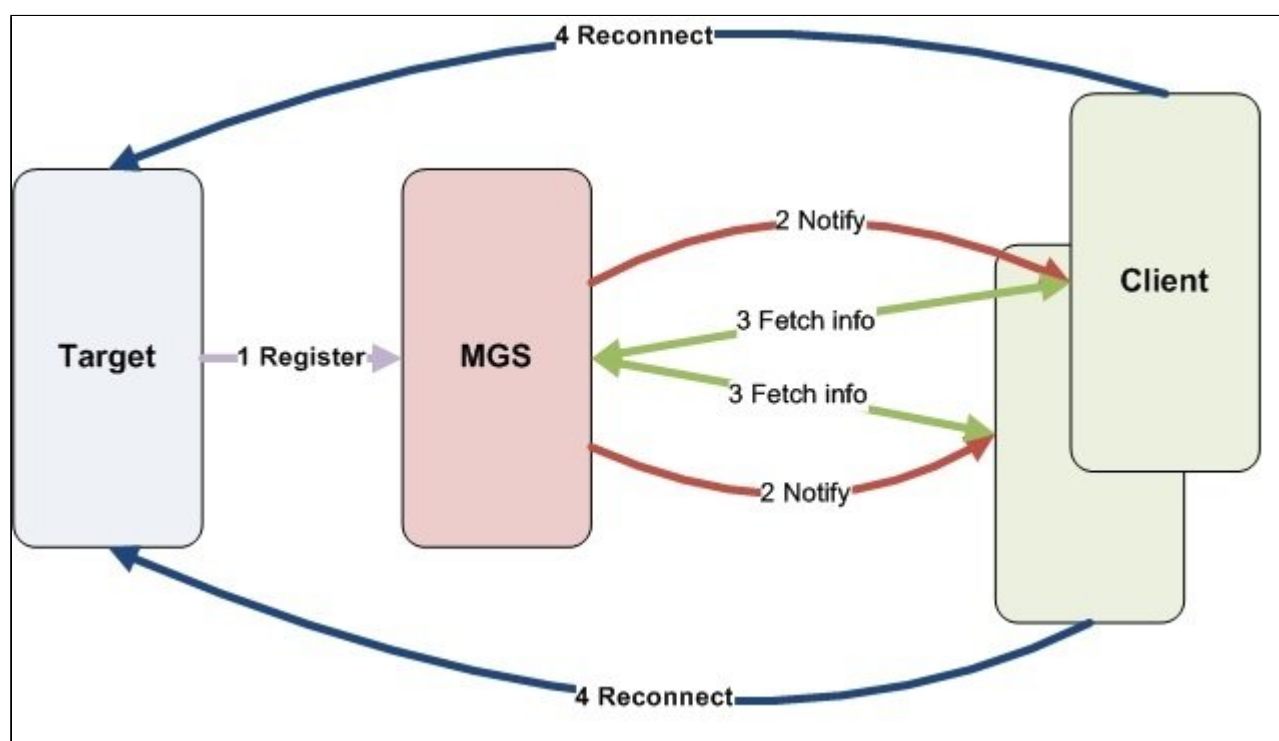 4 Reconnect
2 Notify
Client
3 Fetch info
Target
1 Register
MGS
3 Fetch info
2 Notify
4 Reconnect